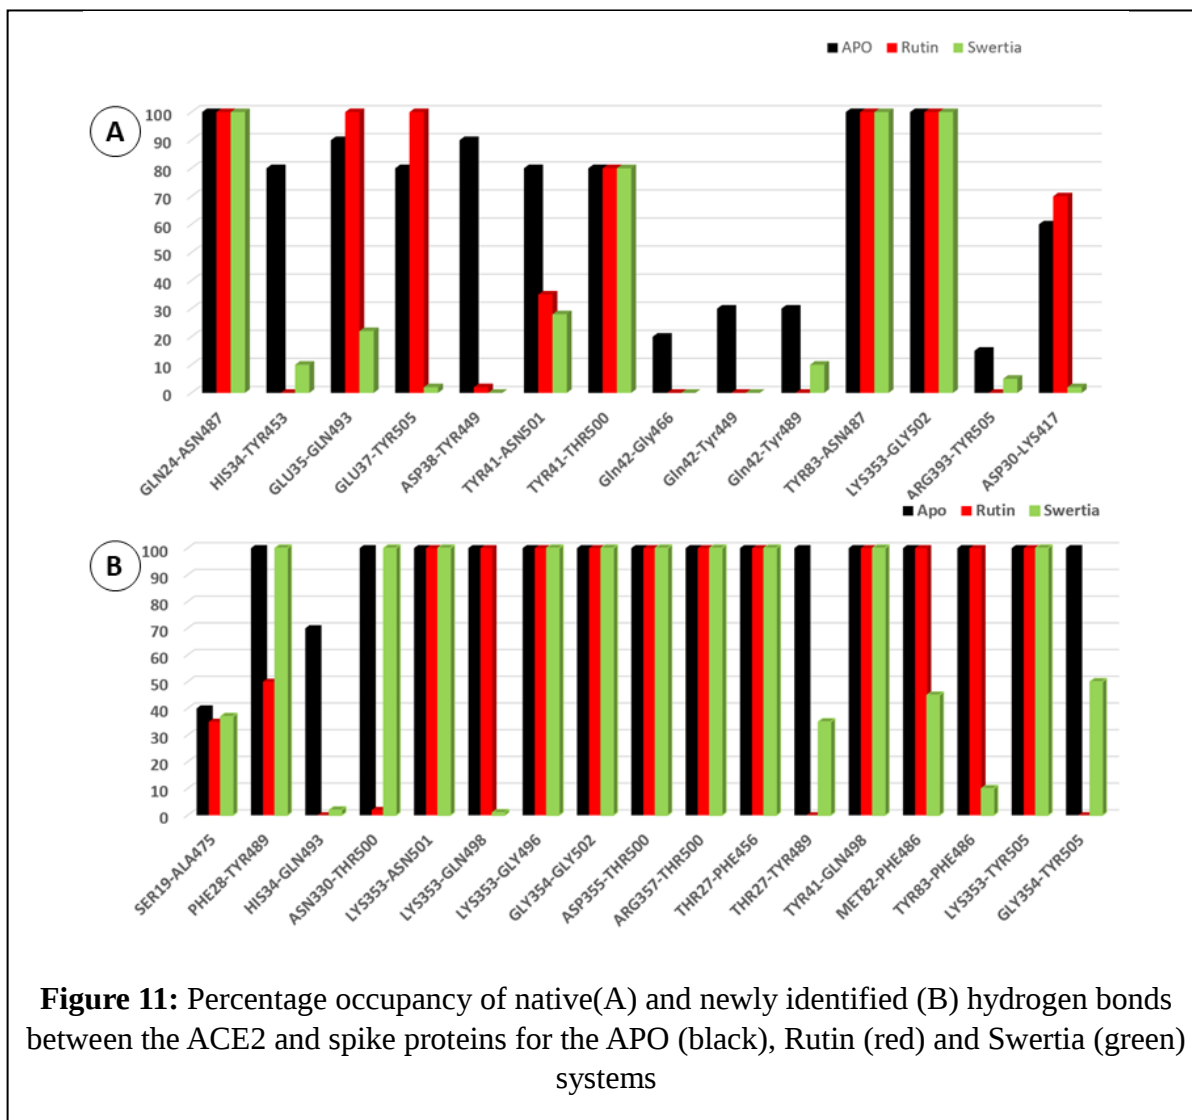 APO Rutin Swertia
A
100
90
80
70
60
50
40
30
20
10
0
GLN24-ASN487
HIS34-TYR453
GLU35-GLN493
GLU37-TYR505
ASP38-TYR449
TYR41-ASN501
TYR41-THR500
Gln42-Gly466
Gln42-Tyr449
Gln42-Tyr489
TYR83-ASN487
LYS353-GLY502
ARG393-TYR505
ASP30-LYS417
Apo Rutin Swertia
B
100
90
80
70
60
50
40
30
20
10
0
SER19-ALA475
PHE28-TYR489
HIS34-GLN493
ASN330-THR500
LYS353-ASN501
LYS353-GLN498
LYS353-GLY496
GLY354-GLY502
ASP355-THR500
ARG357-THR500
THR27-PHE456
THR27-TYR489
TYR41-GLN498
MET82-PHE486
TYR83-PHE486
LYS353-TYR505
GLY354-TYR505
Figure 11: Percentage occupancy of native(A) and newly identified (B) hydrogen bonds
between the ACE2 and spike proteins for the APO (black), Rutin (red) and Swertia (green)
systems